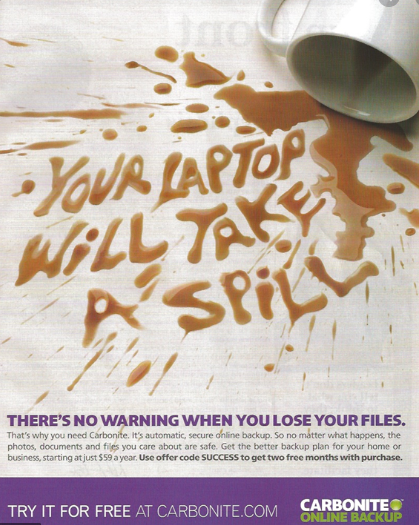 YOUR LAPTOP
WiLL TAKE
A SPiLL
THERE'S NO WARNING WHEN YOU LOSE YOUR FILES.
That's why you need Carbonite. It's automatic, secure online backup. So no matter what happens, the
photos, documents and files you care about are safe. Get the better backup plan for your home or
business, starting at just $59 a year. Use offer code SUCCESS to get two free months with purchase.
TRY IT FOR FREE AT CARBONITE.COM
CARBONITE
ONLINE BACKUP